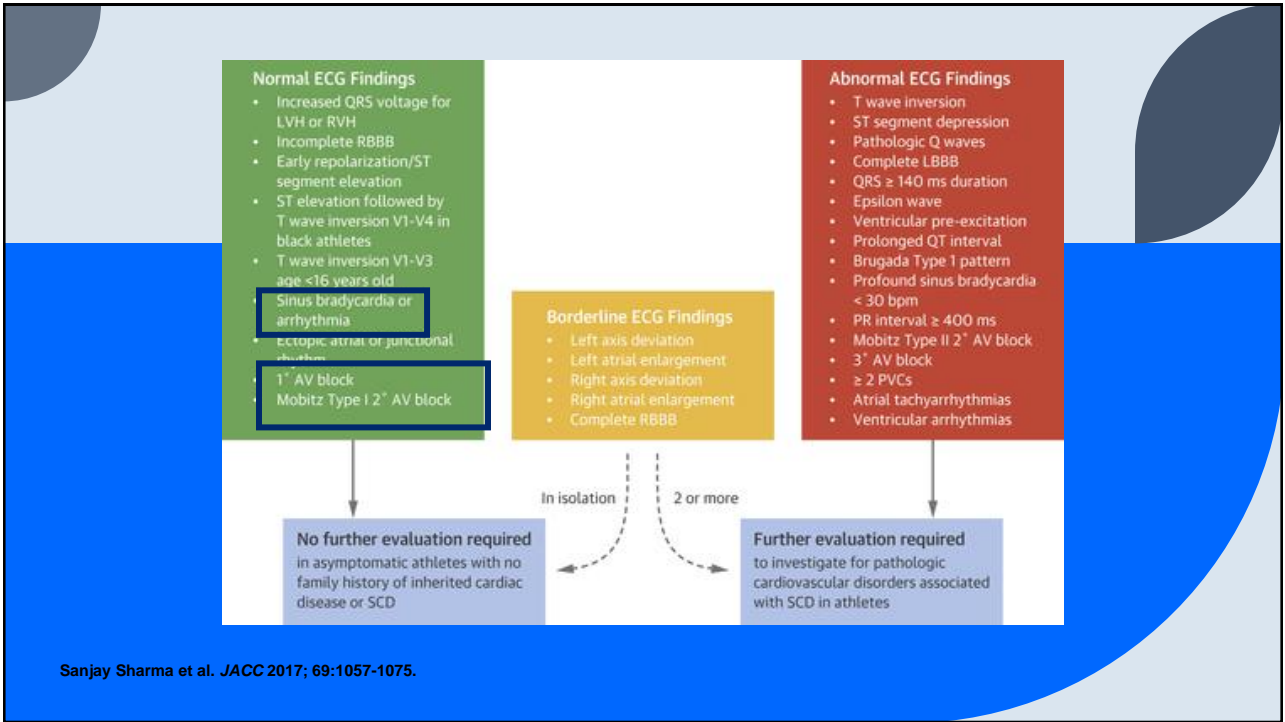 Normal ECG Findings
• Increased QRS voltage for
LVH or RVH
• Incomplete RBBB
• Early repolarization/ST
segment elevation
• ST elevation followed by
T wave inversion V1-V4 in
black athletes
• T wave inversion V1-V3
age <16 years old
• Sinus bradycardia or
arrhythmia
• Ectopic atrial or junctional
rhythm
• 1˚ AV block
• Mobitz Type I 2˚ AV block
Borderline ECG Findings
• Left axis deviation
• Left atrial enlargement
• Right axis deviation
• Right atrial enlargement
• Complete RBBB
Abnormal ECG Findings
• T wave inversion
• ST segment depression
• Pathologic Q waves
• Complete LBBB
• QRS ≥ 140 ms duration
• Epsilon wave
• Ventricular pre-excitation
• Prolonged QT interval
• Brugada Type 1 pattern
• Profound sinus bradycardia
< 30 bpm
• PR interval ≥ 400 ms
• Mobitz Type II 2˚ AV block
• 3˚ AV block
• ≥ 2 PVCs
• Atrial tachyarrhythmias
• Ventricular arrhythmias
In isolation
2 or more
No further evaluation required
in asymptomatic athletes with no
family history of inherited cardiac
disease or SCD
Further evaluation required
to investigate for pathologic
cardiovascular disorders associated
with SCD in athletes
Sanjay Sharma et al. JACC 2017; 69:1057-1075.